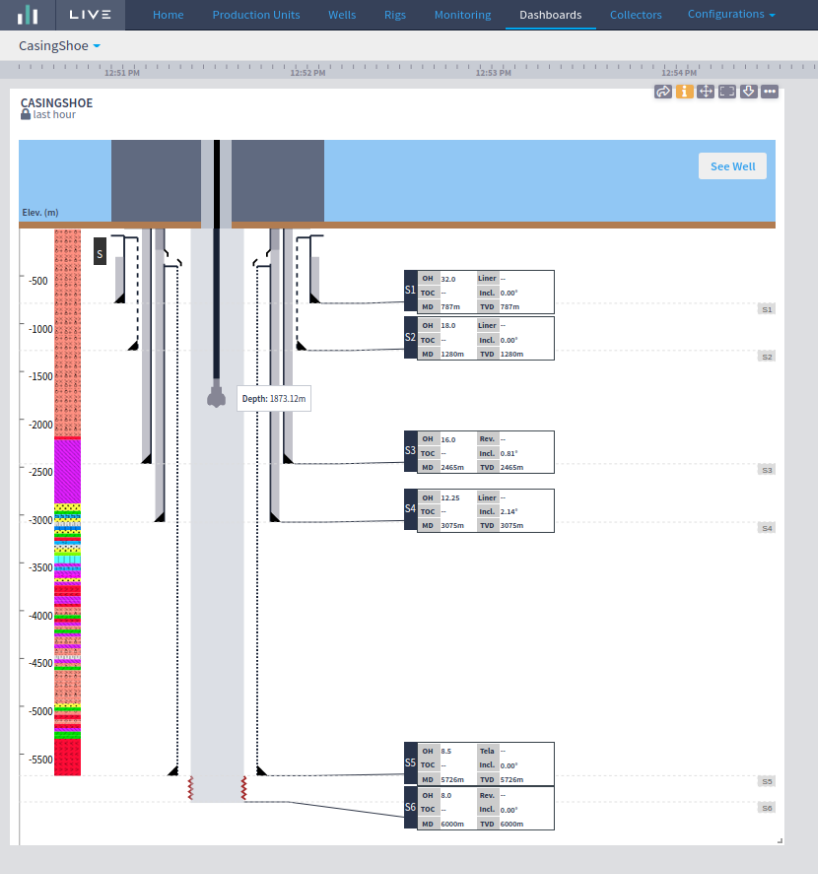 LIVE Home Production Units Wells Rigs Monitoring Dashboards Collectors Configurations
CasingShoe
12:51 PM 12:52 PM 12:53 PM 12:54 PM
CASINGSHOE
last hour
See Well
Elev. (m)
S
-500
-1000
-1500
-2000
-2500
-3000
-3500
-4000
-4500
-5000
-5500
Depth: 1873.12m
S1
OH 32.0 Liner --
TOC -- Incl. 0.00°
MD 787m TVD 787m
S1
S2
OH 18.0 Liner --
TOC -- Incl. 0.00°
MD 1280m TVD 1280m
S2
S3
OH 16.0 Rev. --
TOC -- Incl. 0.81°
MD 2465m TVD 2465m
S3
S4
OH 12.25 Liner --
TOC -- Incl. 2.14°
MD 3075m TVD 3075m
S4
S5
OH 8.5 Tela --
TOC -- Incl. 0.00°
MD 5726m TVD 5726m
S5
S6
OH 8.0 Rev. --
TOC -- Incl. 0.00°
MD 6000m TVD 6000m
S6